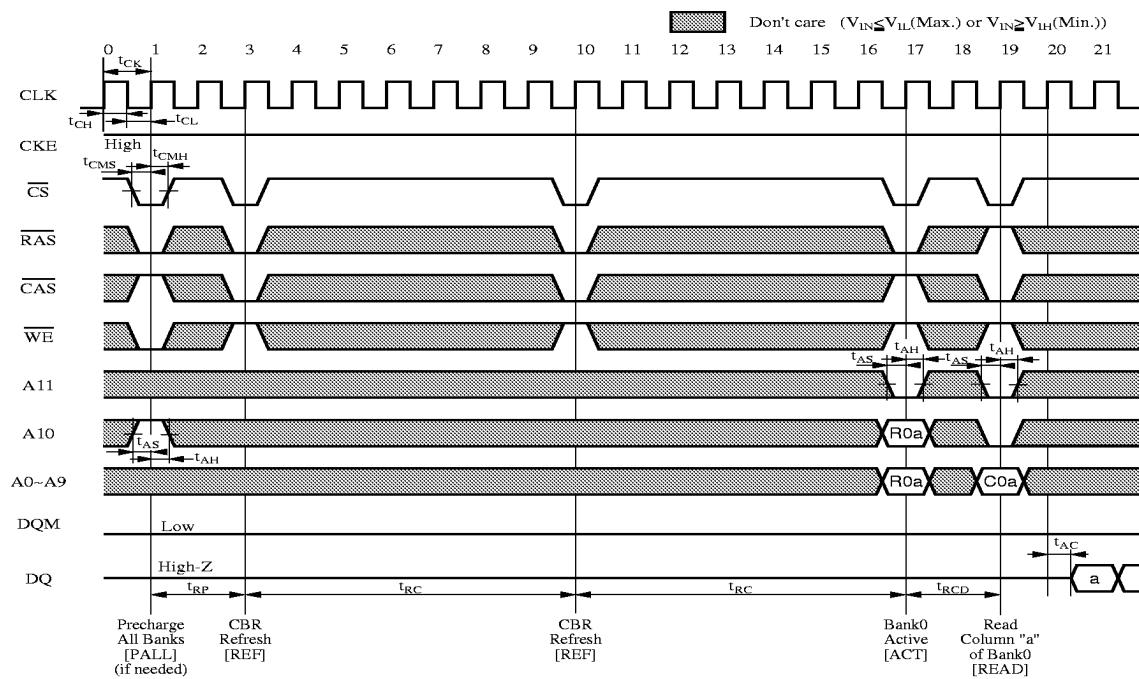 Don't care (VIN≦VIL(Max.) or VIN≧VIH(Min.))
0 1 2 3 4 5 6 7 8 9 10 11 12 13 14 15 16 17 18 19 20 21
tCK
CLK
tCH tCL
CKE
High
tCMS tCMH
CS
RAS
CAS
WE
tAS tAH tAS tAH
A11
A10
R0a
tAS
tAH
A0~A9
R0a C0a
DQM
Low
tAC
High-Z
DQ
a
tRP tRC tRC tRCD
Precharge
All Banks
[PALL]
(if needed)
CBR
Refresh
[REF]
CBR
Refresh
[REF]
Bank0
Active
[ACT]
Read
Column "a"
of Bank0
[READ]